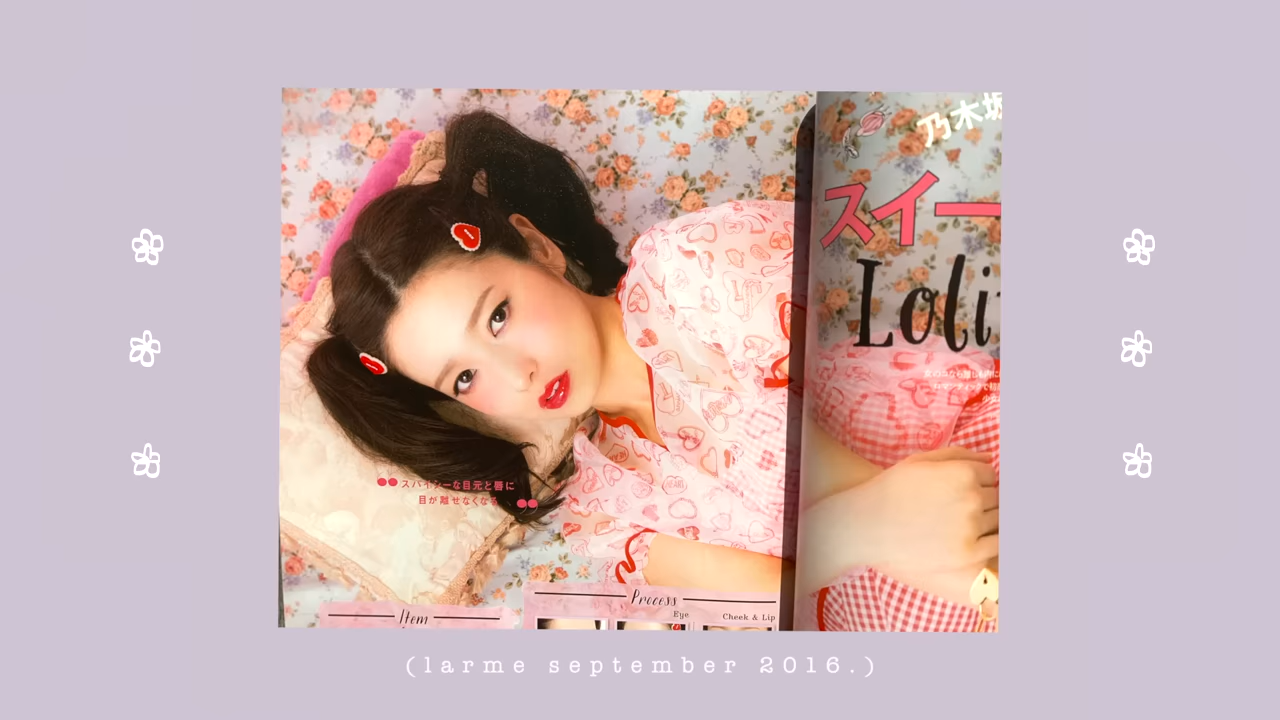 乃木坂
スイー
Loli
スパイシーな目元と唇に
目が離せなくなる
Item
Process
Eye
Cheek & Lip
(larme september 2016.)